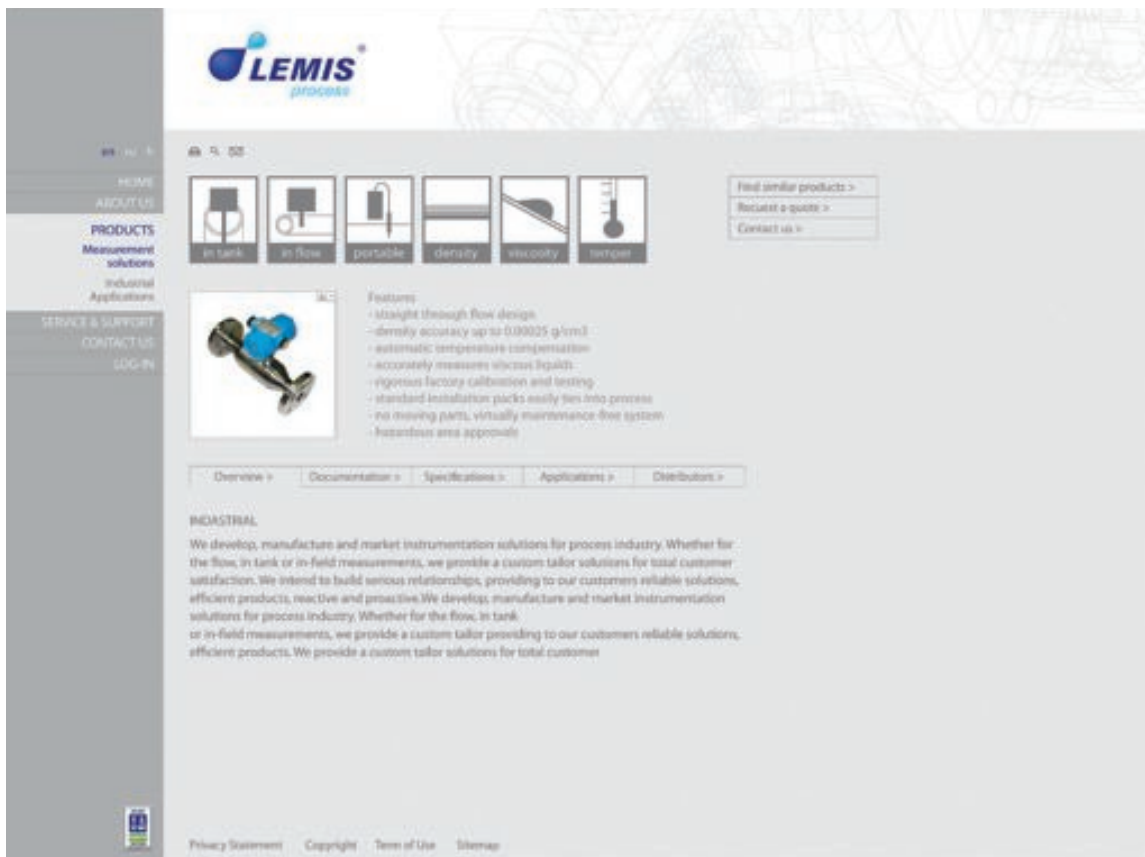 LEMIS®
process
en ru fr
HOME
ABOUT US
PRODUCTS
Measurement
solutions
Industrial
Applications
SERVICE & SUPPORT
CONTACT US
LOG-IN
in tank
in flow
portable
density
viscosity
temper
Find similar products >
Request a quote >
Contact us >
Features
- straight through flow design
- density accuracy up to 0.00025 g/cm3
- automatic temperature compensation
- accurately measures viscous liquids
- rigorous factory calibration and testing
- standard installation packs easily ties into process
- no moving parts, virtually maintenance-free system
- hazardous area approvals
Overview >
Documentation >
Specifications >
Applications >
Distributors >
INDASTRIAL
We develop, manufacture and market instrumentation solutions for process industry. Whether for
the flow, in tank or in-field measurements, we provide a custom tailor solutions for total customer
satisfaction. We intend to build serious relationships, providing to our customers reliable solutions,
efficient products, reactive and proactive.We develop, manufacture and market instrumentation
solutions for process industry. Whether for the flow, in tank
or in-field measurements, we provide a custom tailor providing to our customers reliable solutions,
efficient products. We provide a custom tailor solutions for total customer
Privacy Statement Copyright Term of Use Sitemap